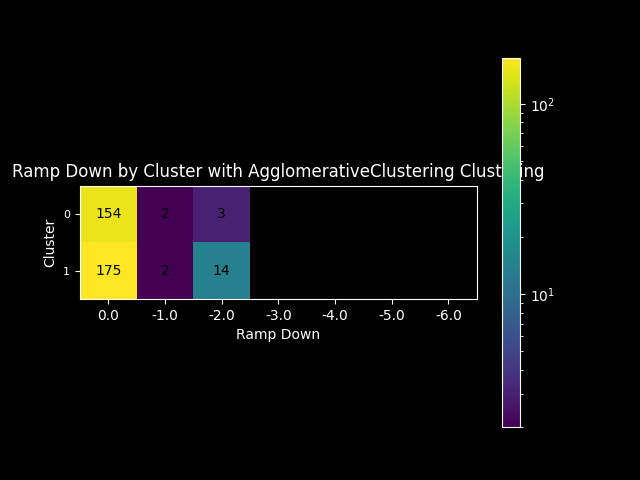 Ramp Down by Cluster with AgglomerativeClustering Clustering
Cluster
0 154 2 3
1 175 2 14
0.0 -1.0 -2.0 -3.0 -4.0 -5.0 -6.0
Ramp Down
10²
10¹